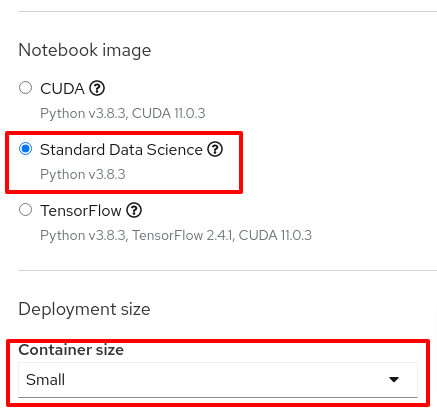 Notebook image
CUDA ?
Python v3.8.3, CUDA 11.0.3
Standard Data Science ?
Python v3.8.3
TensorFlow ?
Python v3.8.3, TensorFlow 2.4.1, CUDA 11.0.3
Deployment size
Container size
Small